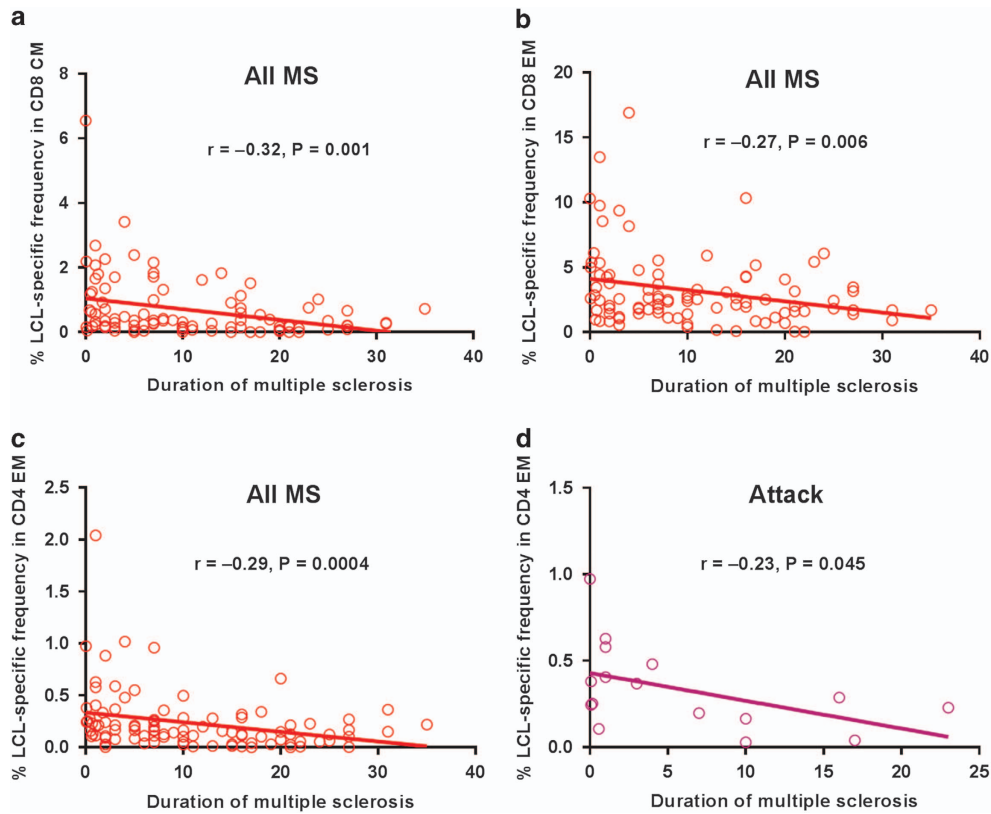 a
% LCL-specific frequency in CD8 CM
All MS
r = –0.32, P = 0.001
8
6
4
2
0
0 10 20 30 40
Duration of multiple sclerosis
b
% LCL-specific frequency in CD8 EM
All MS
r = –0.27, P = 0.006
20
15
10
5
0
0 10 20 30 40
Duration of multiple sclerosis
c
% LCL-specific frequency in CD4 EM
All MS
r = –0.29, P = 0.0004
2.5
2.0
1.5
1.0
0.5
0.0
0 10 20 30 40
Duration of multiple sclerosis
d
% LCL-specific frequency in CD4 EM
Attack
r = –0.23, P = 0.045
1.5
1.0
0.5
0.0
0 5 10 15 20 25
Duration of multiple sclerosis